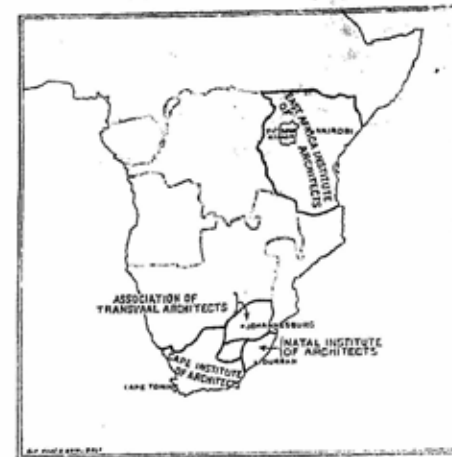 EAST AFRICA INSTITUTE
OF
ARCHITECTS
NAIROBI
ASSOCIATION OF
TRANSVAAL ARCHITECTS
JOHANNESBURG
NATAL INSTITUTE
OF ARCHITECTS
DURBAN
CAPE INSTITUTE
OF ARCHITECTS
CAPE TOWN